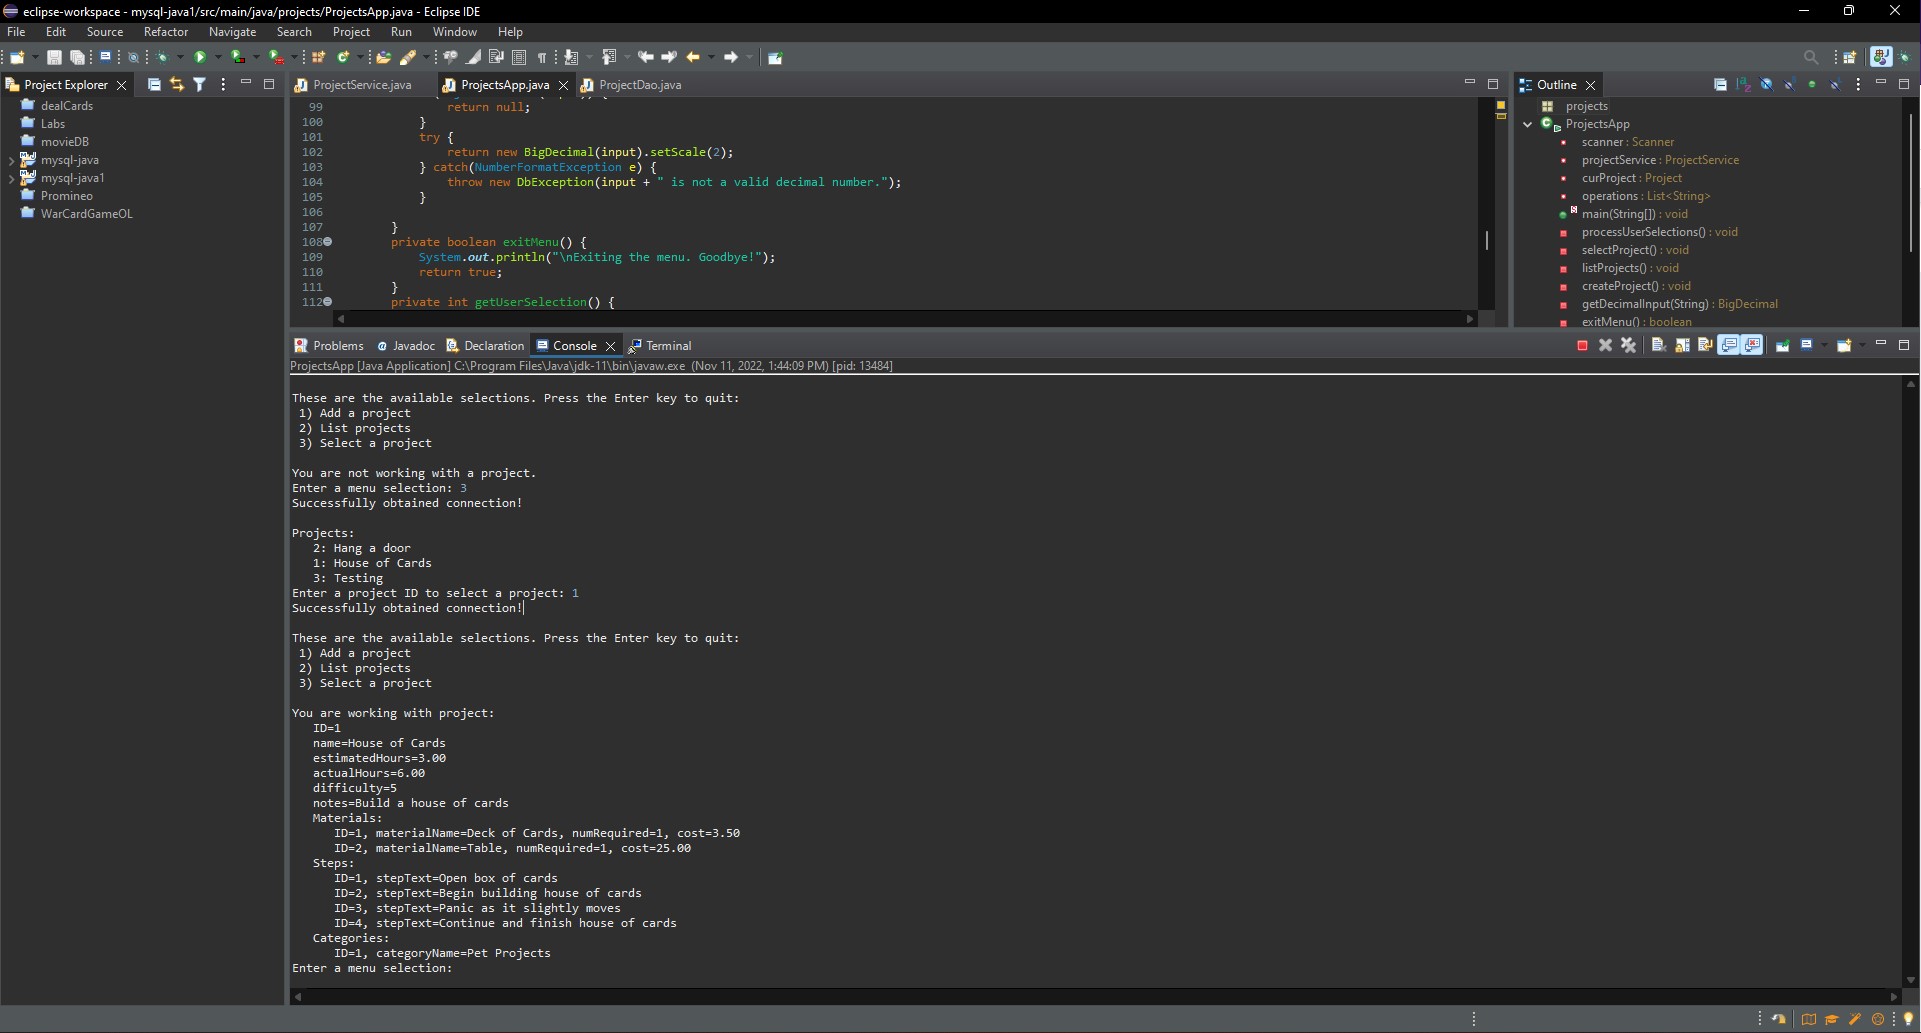 eclipse-workspace - mysql-java1/src/main/java/projects/ProjectsApp.java - Eclipse IDE
File Edit Source Refactor Navigate Search Project Run Window Help
Project Explorer
dealCards
Labs
movieDB
mysql-java
mysql-java1
Promineo
WarCardGameOL
ProjectService.java ProjectsApp.java ProjectDao.java
99 return null;
100 }
101 try {
102 return new BigDecimal(input).setScale(2);
103 } catch(NumberFormatException e) {
104 throw new DbException(input + " is not a valid decimal number.");
105 }
106
107 }
108 private boolean exitMenu() {
109 System.out.println("\nExiting the menu. Goodbye!");
110 return true;
111 }
112 private int getUserSelection() {
Outline
projects
ProjectsApp
scanner : Scanner
projectService : ProjectService
curProject : Project
operations : List<String>
main(String[]) : void
processUserSelections() : void
selectProject() : void
listProjects() : void
createProject() : void
getDecimalInput(String) : BigDecimal
exitMenu() : boolean
Problems Javadoc Declaration Console Terminal
ProjectsApp [Java Application] C:\Program Files\Java\jdk-11\bin\javaw.exe (Nov 11, 2022, 1:44:09 PM) [pid: 13484]
These are the available selections. Press the Enter key to quit:
1) Add a project
2) List projects
3) Select a project
You are not working with a project.
Enter a menu selection: 3
Successfully obtained connection!
Projects:
2: Hang a door
1: House of Cards
3: Testing
Enter a project ID to select a project: 1
Successfully obtained connection!
These are the available selections. Press the Enter key to quit:
1) Add a project
2) List projects
3) Select a project
You are working with project:
ID=1
name=House of Cards
estimatedHours=3.00
actualHours=6.00
difficulty=5
notes=Build a house of cards
Materials:
ID=1, materialName=Deck of Cards, numRequired=1, cost=3.50
ID=2, materialName=Table, numRequired=1, cost=25.00
Steps:
ID=1, stepText=Open box of cards
ID=2, stepText=Begin building house of cards
ID=3, stepText=Panic as it slightly moves
ID=4, stepText=Continue and finish house of cards
Categories:
ID=1, categoryName=Pet Projects
Enter a menu selection: